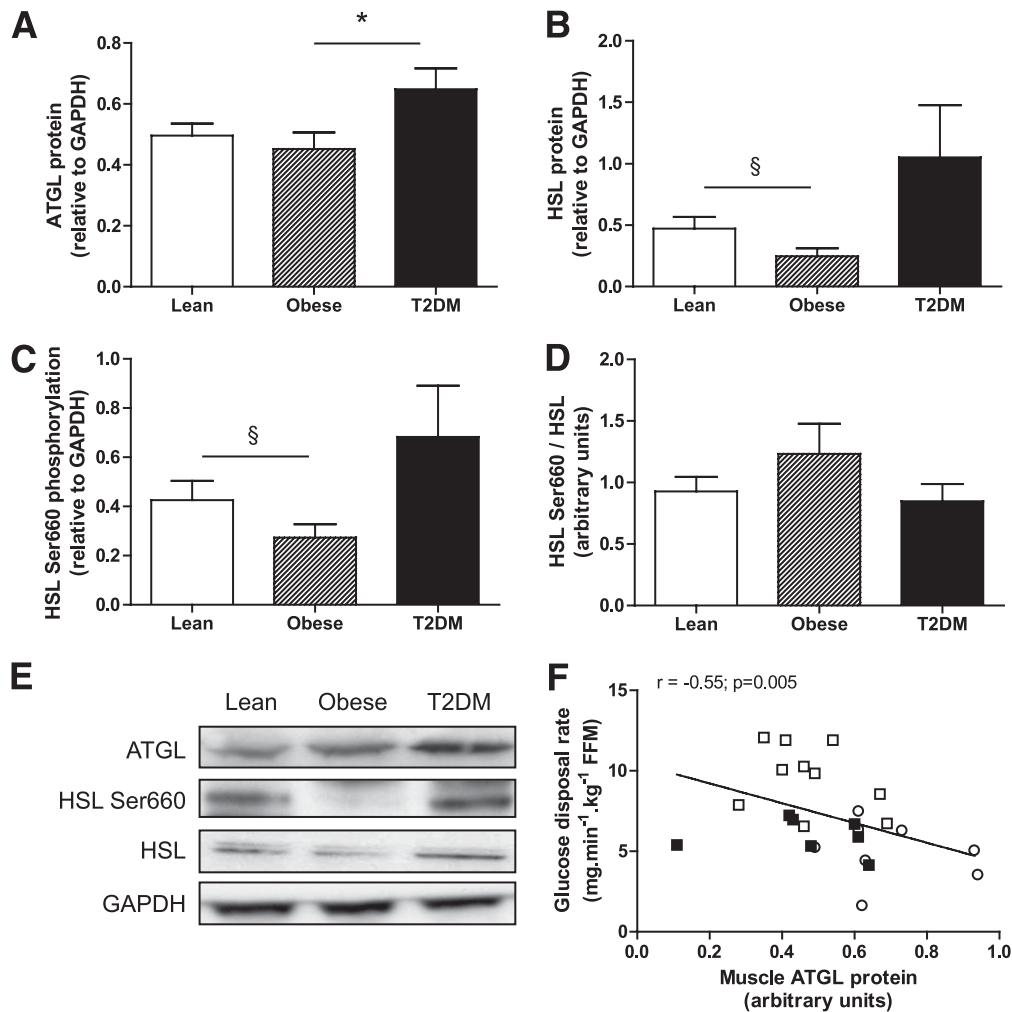 A
*
ATGL protein
(relative to GAPDH)
0.8
0.6
0.4
0.2
0.0
Lean Obese T2DM
B
§
HSL protein
(relative to GAPDH)
2.0
1.5
1.0
0.5
0.0
Lean Obese T2DM
C
§
HSL Ser660 phosphorylation
(relative to GAPDH)
1.0
0.8
0.6
0.4
0.2
0.0
Lean Obese T2DM
D
HSL Ser660 / HSL
(arbitrary units)
2.0
1.5
1.0
0.5
0.0
Lean Obese T2DM
E
Lean Obese T2DM
ATGL
HSL Ser660
HSL
GAPDH
F
r = -0.55; p=0.005
Glucose disposal rate
(mg.min⁻¹.kg⁻¹ FFM)
15
10
5
0
0.0 0.2 0.4 0.6 0.8 1.0
Muscle ATGL protein
(arbitrary units)